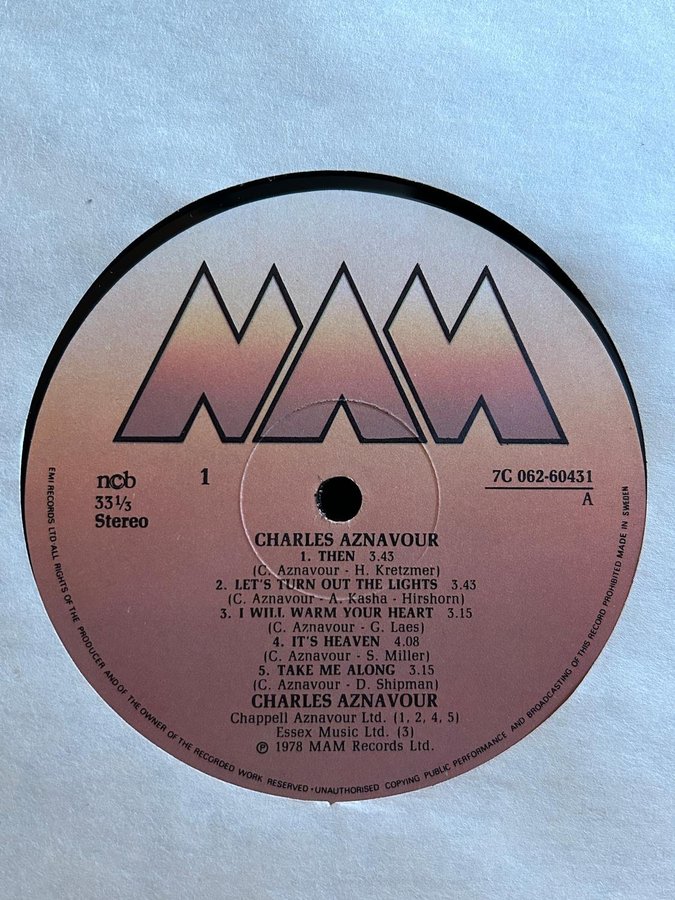 MAM
ncb
33⅓
Stereo
1
7C 062-60431
A
CHARLES AZNAVOUR
1. THEN 3.43
(C. Aznavour - H. Kretzmer)
2. LET'S TURN OUT THE LIGHTS 3.43
(C. Aznavour - A. Kasha - Hirshorn)
3. I WILL WARM YOUR HEART 3.15
(C. Aznavour - G. Laes)
4. IT'S HEAVEN 4.08
(C. Aznavour - S. Miller)
5. TAKE ME ALONG 3.15
(C. Aznavour - D. Shipman)
CHARLES AZNAVOUR
Chappell Aznavour Ltd. (1, 2, 4, 5)
Essex Music Ltd. (3)
℗ 1978 MAM Records Ltd.
EMI RECORDS LTD·ALL RIGHTS OF THE PRODUCER AND OF THE OWNER OF THE RECORDED WORK RESERVED · UNAUTHORISED COPYING PUBLIC PERFORMANCE AND BROADCASTING OF THIS RECORD PROHIBITED MADE IN SWEDEN